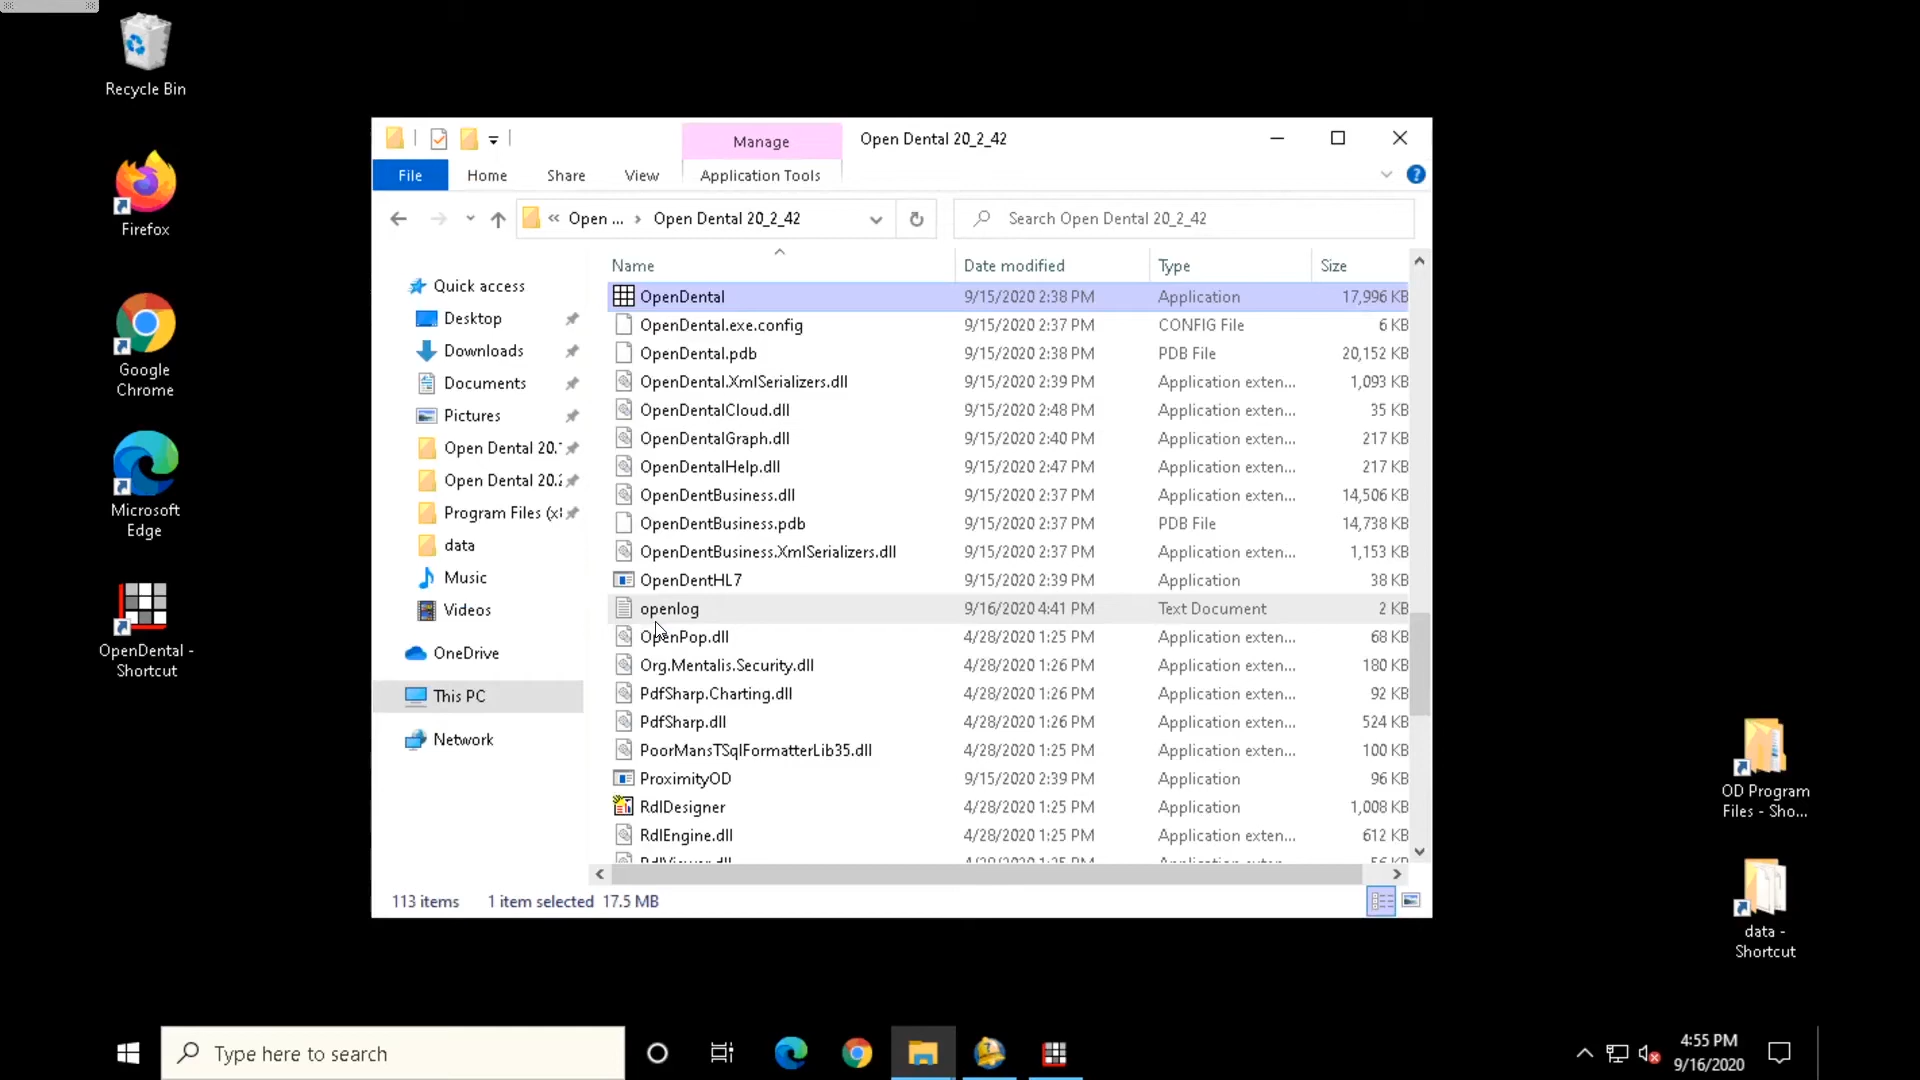 Recycle Bin
Firefox
Google
Chrome
Microsoft
Edge
OpenDental -
Shortcut
Manage
Open Dental 20_2_42
File
Home
Share
View
Application Tools
« Open ... › Open Dental 20_2_42
Search Open Dental 20_2_42
Quick access
Desktop
Downloads
Documents
Pictures
Open Dental 20.
Open Dental 20.
Program Files (x
data
Music
Videos
OneDrive
This PC
Network
Name Date modified Type Size
OpenDental 9/15/2020 2:38 PM Application 17,996 KB
OpenDental.exe.config 9/15/2020 2:37 PM CONFIG File 6 KB
OpenDental.pdb 9/15/2020 2:38 PM PDB File 20,152 KB
OpenDental.XmlSerializers.dll 9/15/2020 2:39 PM Application exten... 1,093 KB
OpenDentalCloud.dll 9/15/2020 2:48 PM Application exten... 35 KB
OpenDentalGraph.dll 9/15/2020 2:40 PM Application exten... 217 KB
OpenDentalHelp.dll 9/15/2020 2:47 PM Application exten... 217 KB
OpenDentBusiness.dll 9/15/2020 2:37 PM Application exten... 14,506 KB
OpenDentBusiness.pdb 9/15/2020 2:37 PM PDB File 14,738 KB
OpenDentBusiness.XmlSerializers.dll 9/15/2020 2:37 PM Application exten... 1,153 KB
OpenDentHL7 9/15/2020 2:39 PM Application 38 KB
openlog 9/16/2020 4:41 PM Text Document 2 KB
OpenPop.dll 4/28/2020 1:25 PM Application exten... 68 KB
Org.Mentalis.Security.dll 4/28/2020 1:26 PM Application exten... 180 KB
PdfSharp.Charting.dll 4/28/2020 1:26 PM Application exten... 92 KB
PdfSharp.dll 4/28/2020 1:26 PM Application exten... 524 KB
PoorMansTSqlFormatterLib35.dll 4/28/2020 1:25 PM Application exten... 100 KB
ProximityOD 9/15/2020 2:39 PM Application 96 KB
RdlDesigner 4/28/2020 1:25 PM Application 1,008 KB
RdlEngine.dll 4/28/2020 1:25 PM Application exten... 612 KB
RdlViewer.dll 4/28/2020 1:25 PM Application exten... 56 KB
113 items 1 item selected 17.5 MB
OD Program
Files - Sho...
data -
Shortcut
Type here to search
4:55 PM
9/16/2020